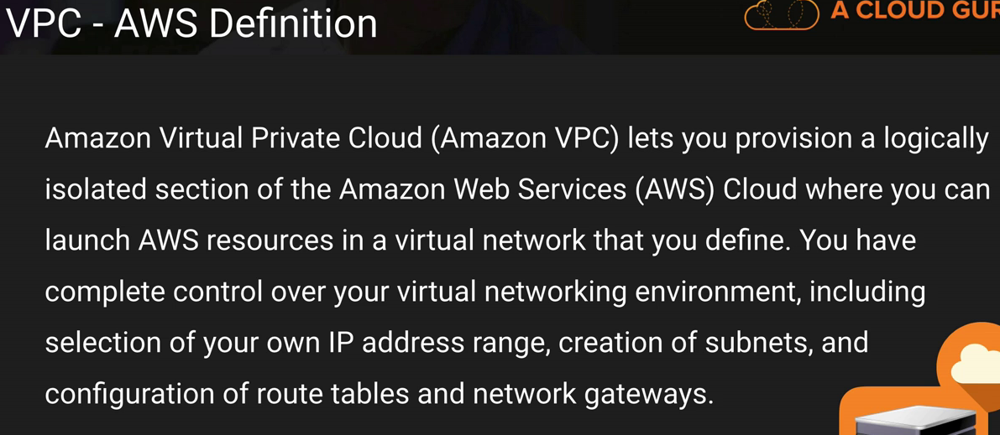 VPC - AWS Definition
A CLOUD GUR
Amazon Virtual Private Cloud (Amazon VPC) lets you provision a logically
isolated section of the Amazon Web Services (AWS) Cloud where you can
launch AWS resources in a virtual network that you define. You have
complete control over your virtual networking environment, including
selection of your own IP address range, creation of subnets, and
configuration of route tables and network gateways.